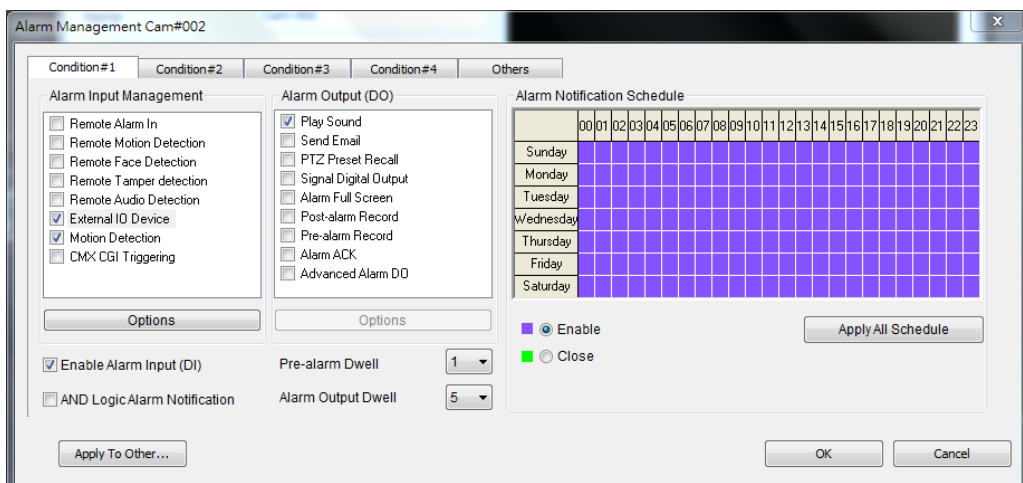 Alarm Management Cam#002
Condition#1 Condition#2 Condition#3 Condition#4 Others
Alarm Input Management
Remote Alarm In
Remote Motion Detection
Remote Face Detection
Remote Tamper detection
Remote Audio Detection
External IO Device
Motion Detection
CMX CGI Triggering
Options
Enable Alarm Input (DI)
AND Logic Alarm Notification
Alarm Output (DO)
Play Sound
Send Email
PTZ Preset Recall
Signal Digital Output
Alarm Full Screen
Post-alarm Record
Pre-alarm Record
Alarm ACK
Advanced Alarm DO
Options
Pre-alarm Dwell 1
Alarm Output Dwell 5
Alarm Notification Schedule
00 01 02 03 04 05 06 07 08 09 10 11 12 13 14 15 16 17 18 19 20 21 22 23
Sunday
Monday
Tuesday
Wednesday
Thursday
Friday
Saturday
Enable
Close
Apply All Schedule
Apply To Other...
OK
Cancel